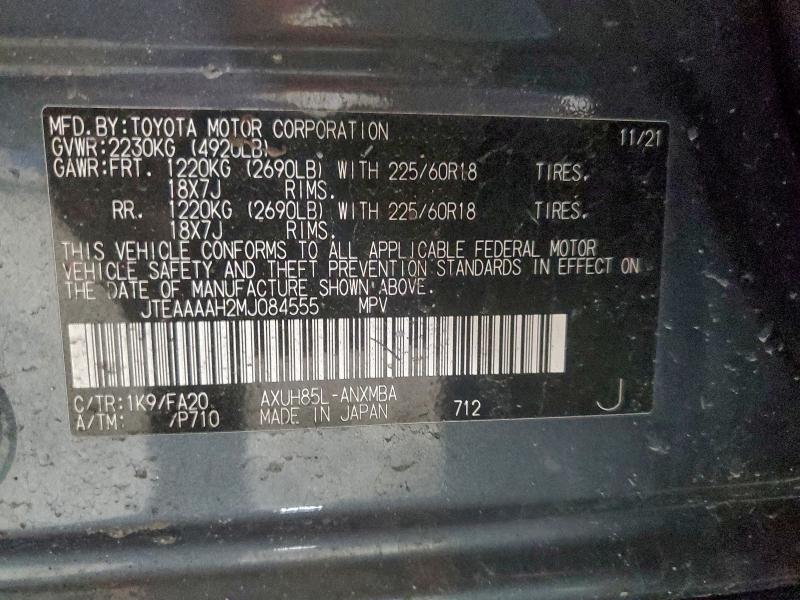 MFD.BY:TOYOTA MOTOR CORPORATION 11/21
GVWR:2230KG (4920LB)
GAWR:FRT. 1220KG (2690LB) WITH 225/60R18 TIRES.
18X7J RIMS.
RR. 1220KG (2690LB) WITH 225/60R18 TIRES.
18X7J RIMS.
THIS VEHICLE CONFORMS TO ALL APPLICABLE FEDERAL MOTOR
VEHICLE SAFETY AND THEFT PREVENTION STANDARDS IN EFFECT ON
THE DATE OF MANUFACTURE SHOWN ABOVE.
JTEAAAAH2MJ084555 MPV
C/TR:1K9/FA20 AXUH85L-ANXMBA
A/TM: /P710 MADE IN JAPAN 712 J